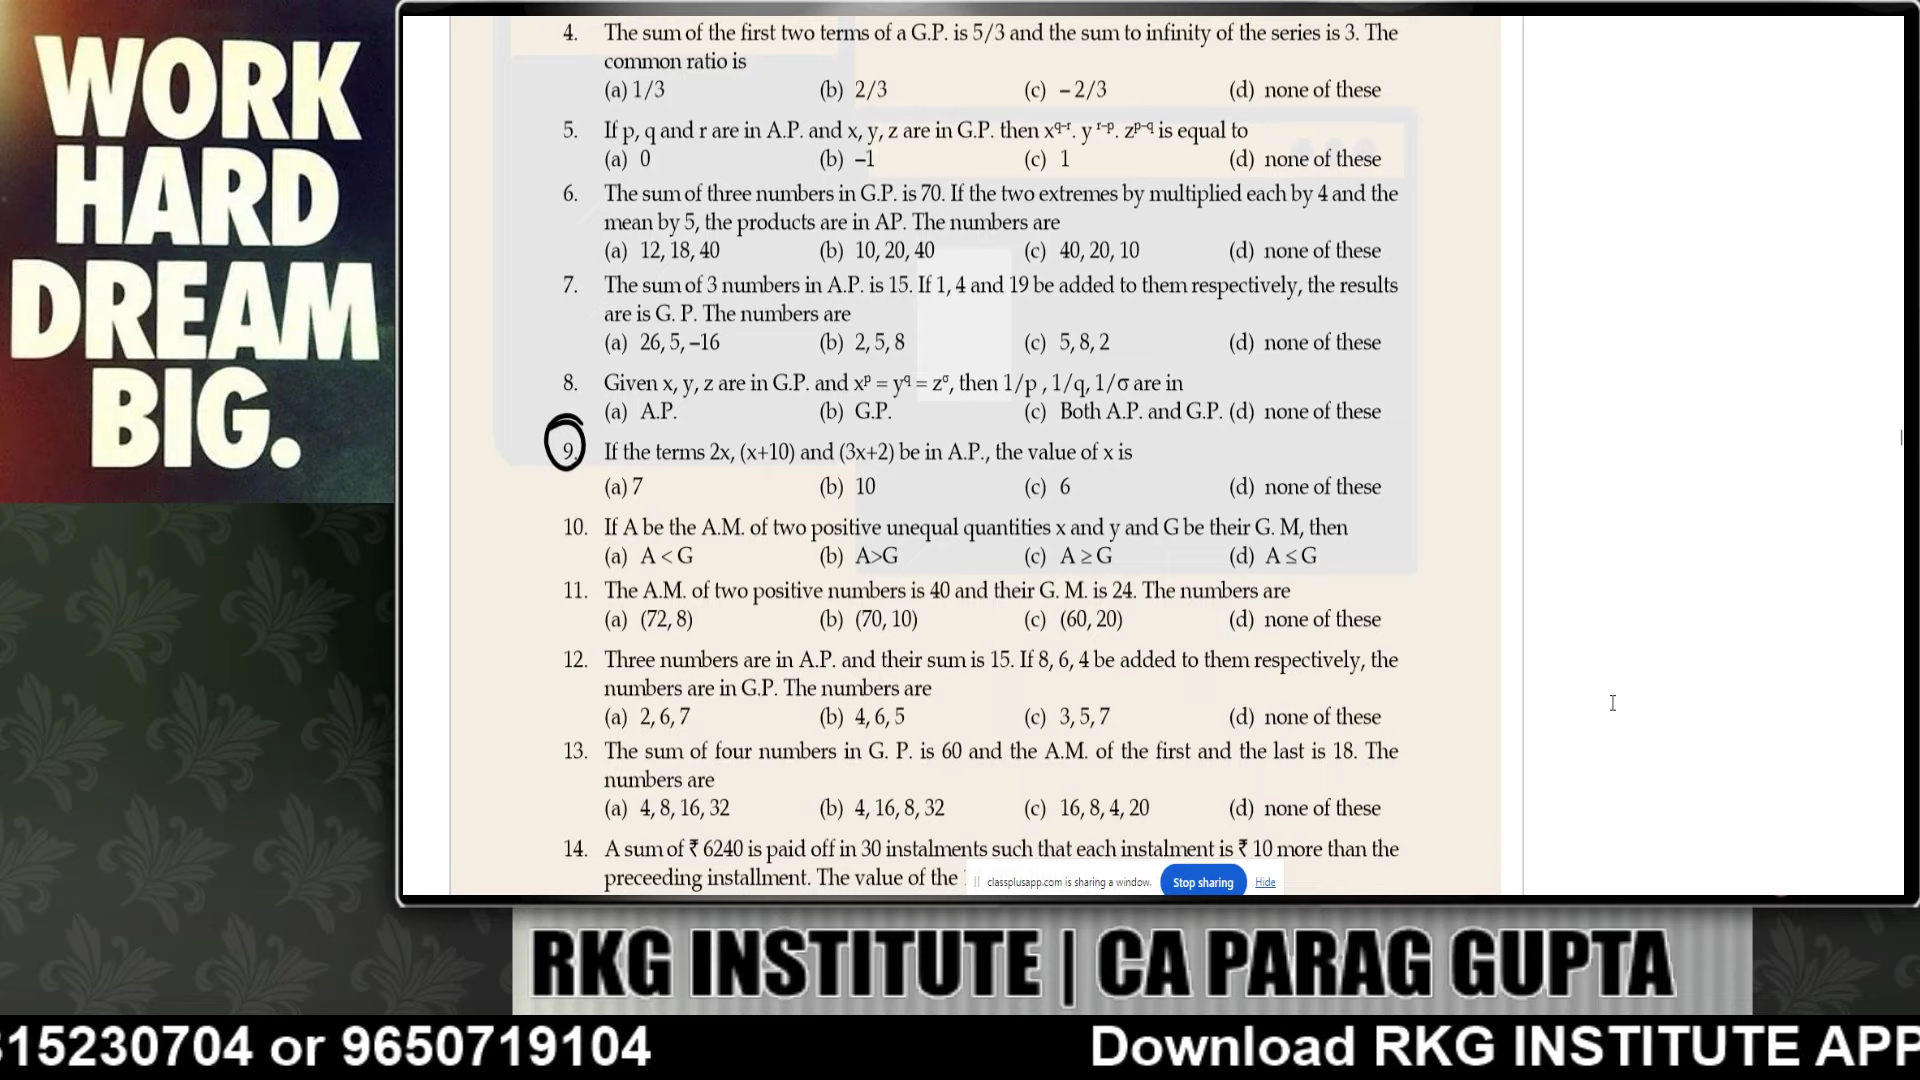 WORK
HARD
DREAM
BIG.
4. The sum of the first two terms of a G.P. is 5/3 and the sum to infinity of the series is 3. The
common ratio is
(a) 1/3 (b) 2/3 (c) – 2/3 (d) none of these
5. If p, q and r are in A.P. and x, y, z are in G.P. then x^q–r. y^r–p. z^p–q is equal to
(a) 0 (b) –1 (c) 1 (d) none of these
6. The sum of three numbers in G.P. is 70. If the two extremes by multiplied each by 4 and the
mean by 5, the products are in AP. The numbers are
(a) 12, 18, 40 (b) 10, 20, 40 (c) 40, 20, 10 (d) none of these
7. The sum of 3 numbers in A.P. is 15. If 1, 4 and 19 be added to them respectively, the results
are is G. P. The numbers are
(a) 26, 5, –16 (b) 2, 5, 8 (c) 5, 8, 2 (d) none of these
8. Given x, y, z are in G.P. and x^p = y^q = z^σ, then 1/p , 1/q, 1/σ are in
(a) A.P. (b) G.P. (c) Both A.P. and G.P. (d) none of these
9. If the terms 2x, (x+10) and (3x+2) be in A.P., the value of x is
(a) 7 (b) 10 (c) 6 (d) none of these
10. If A be the A.M. of two positive unequal quantities x and y and G be their G. M, then
(a) A < G (b) A>G (c) A ≥ G (d) A ≤ G
11. The A.M. of two positive numbers is 40 and their G. M. is 24. The numbers are
(a) (72, 8) (b) (70, 10) (c) (60, 20) (d) none of these
12. Three numbers are in A.P. and their sum is 15. If 8, 6, 4 be added to them respectively, the
numbers are in G.P. The numbers are
(a) 2, 6, 7 (b) 4, 6, 5 (c) 3, 5, 7 (d) none of these
13. The sum of four numbers in G. P. is 60 and the A.M. of the first and the last is 18. The
numbers are
(a) 4, 8, 16, 32 (b) 4, 16, 8, 32 (c) 16, 8, 4, 20 (d) none of these
14. A sum of ₹ 6240 is paid off in 30 instalments such that each instalment is ₹ 10 more than the
preceeding installment. The value of the
classplusapp.com is sharing a window. Stop sharing Hide
RKG INSTITUTE | CA PARAG GUPTA
315230704 or 9650719104 Download RKG INSTITUTE APP